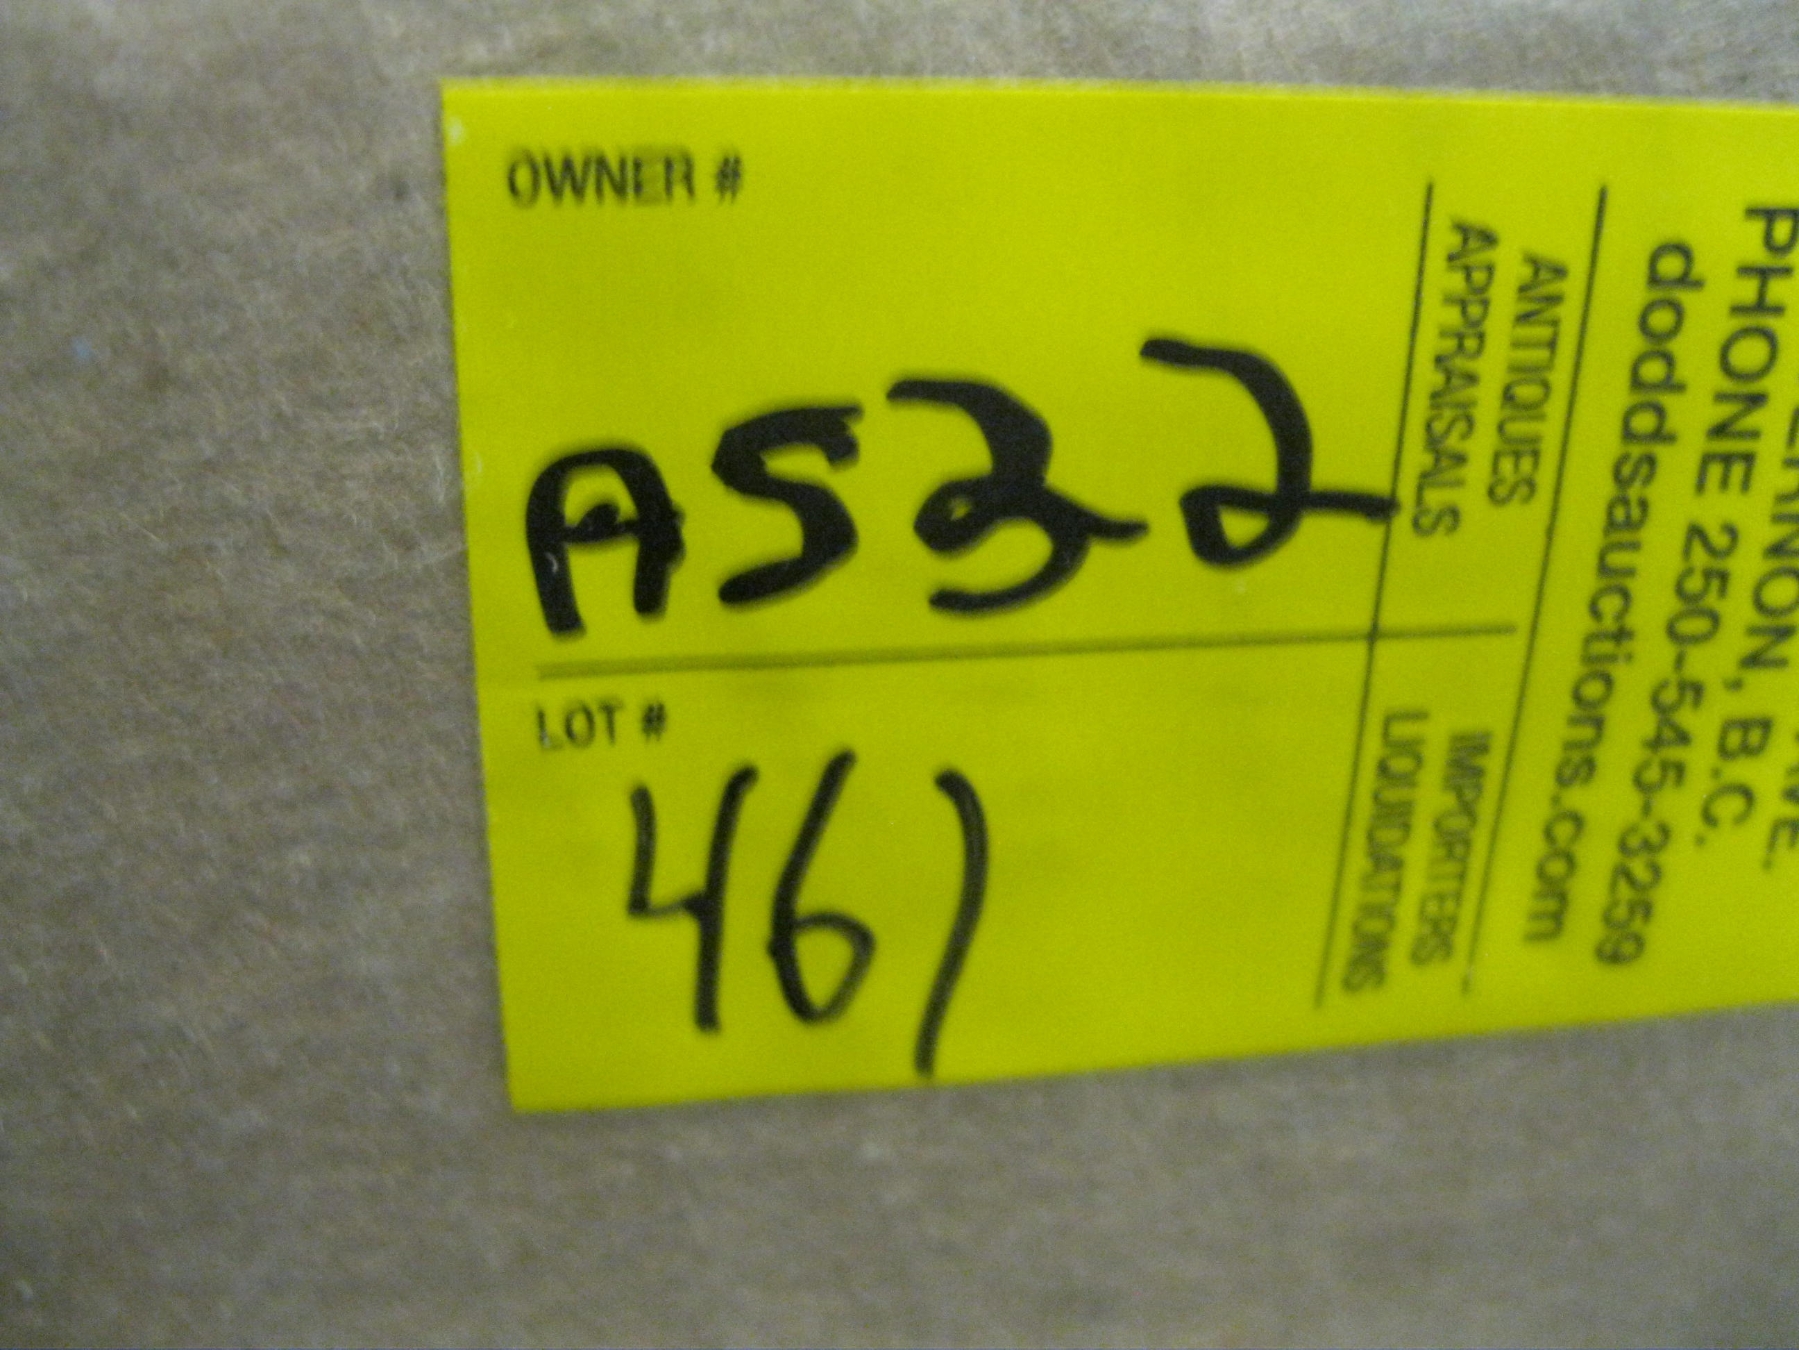 OWNER #
A532
LOT #
461
ANTIQUES
APPRAISALS
IMPORTERS
LIQUIDATIONS
B.C.
PHONE 250-545-3259
doddsauctions.com